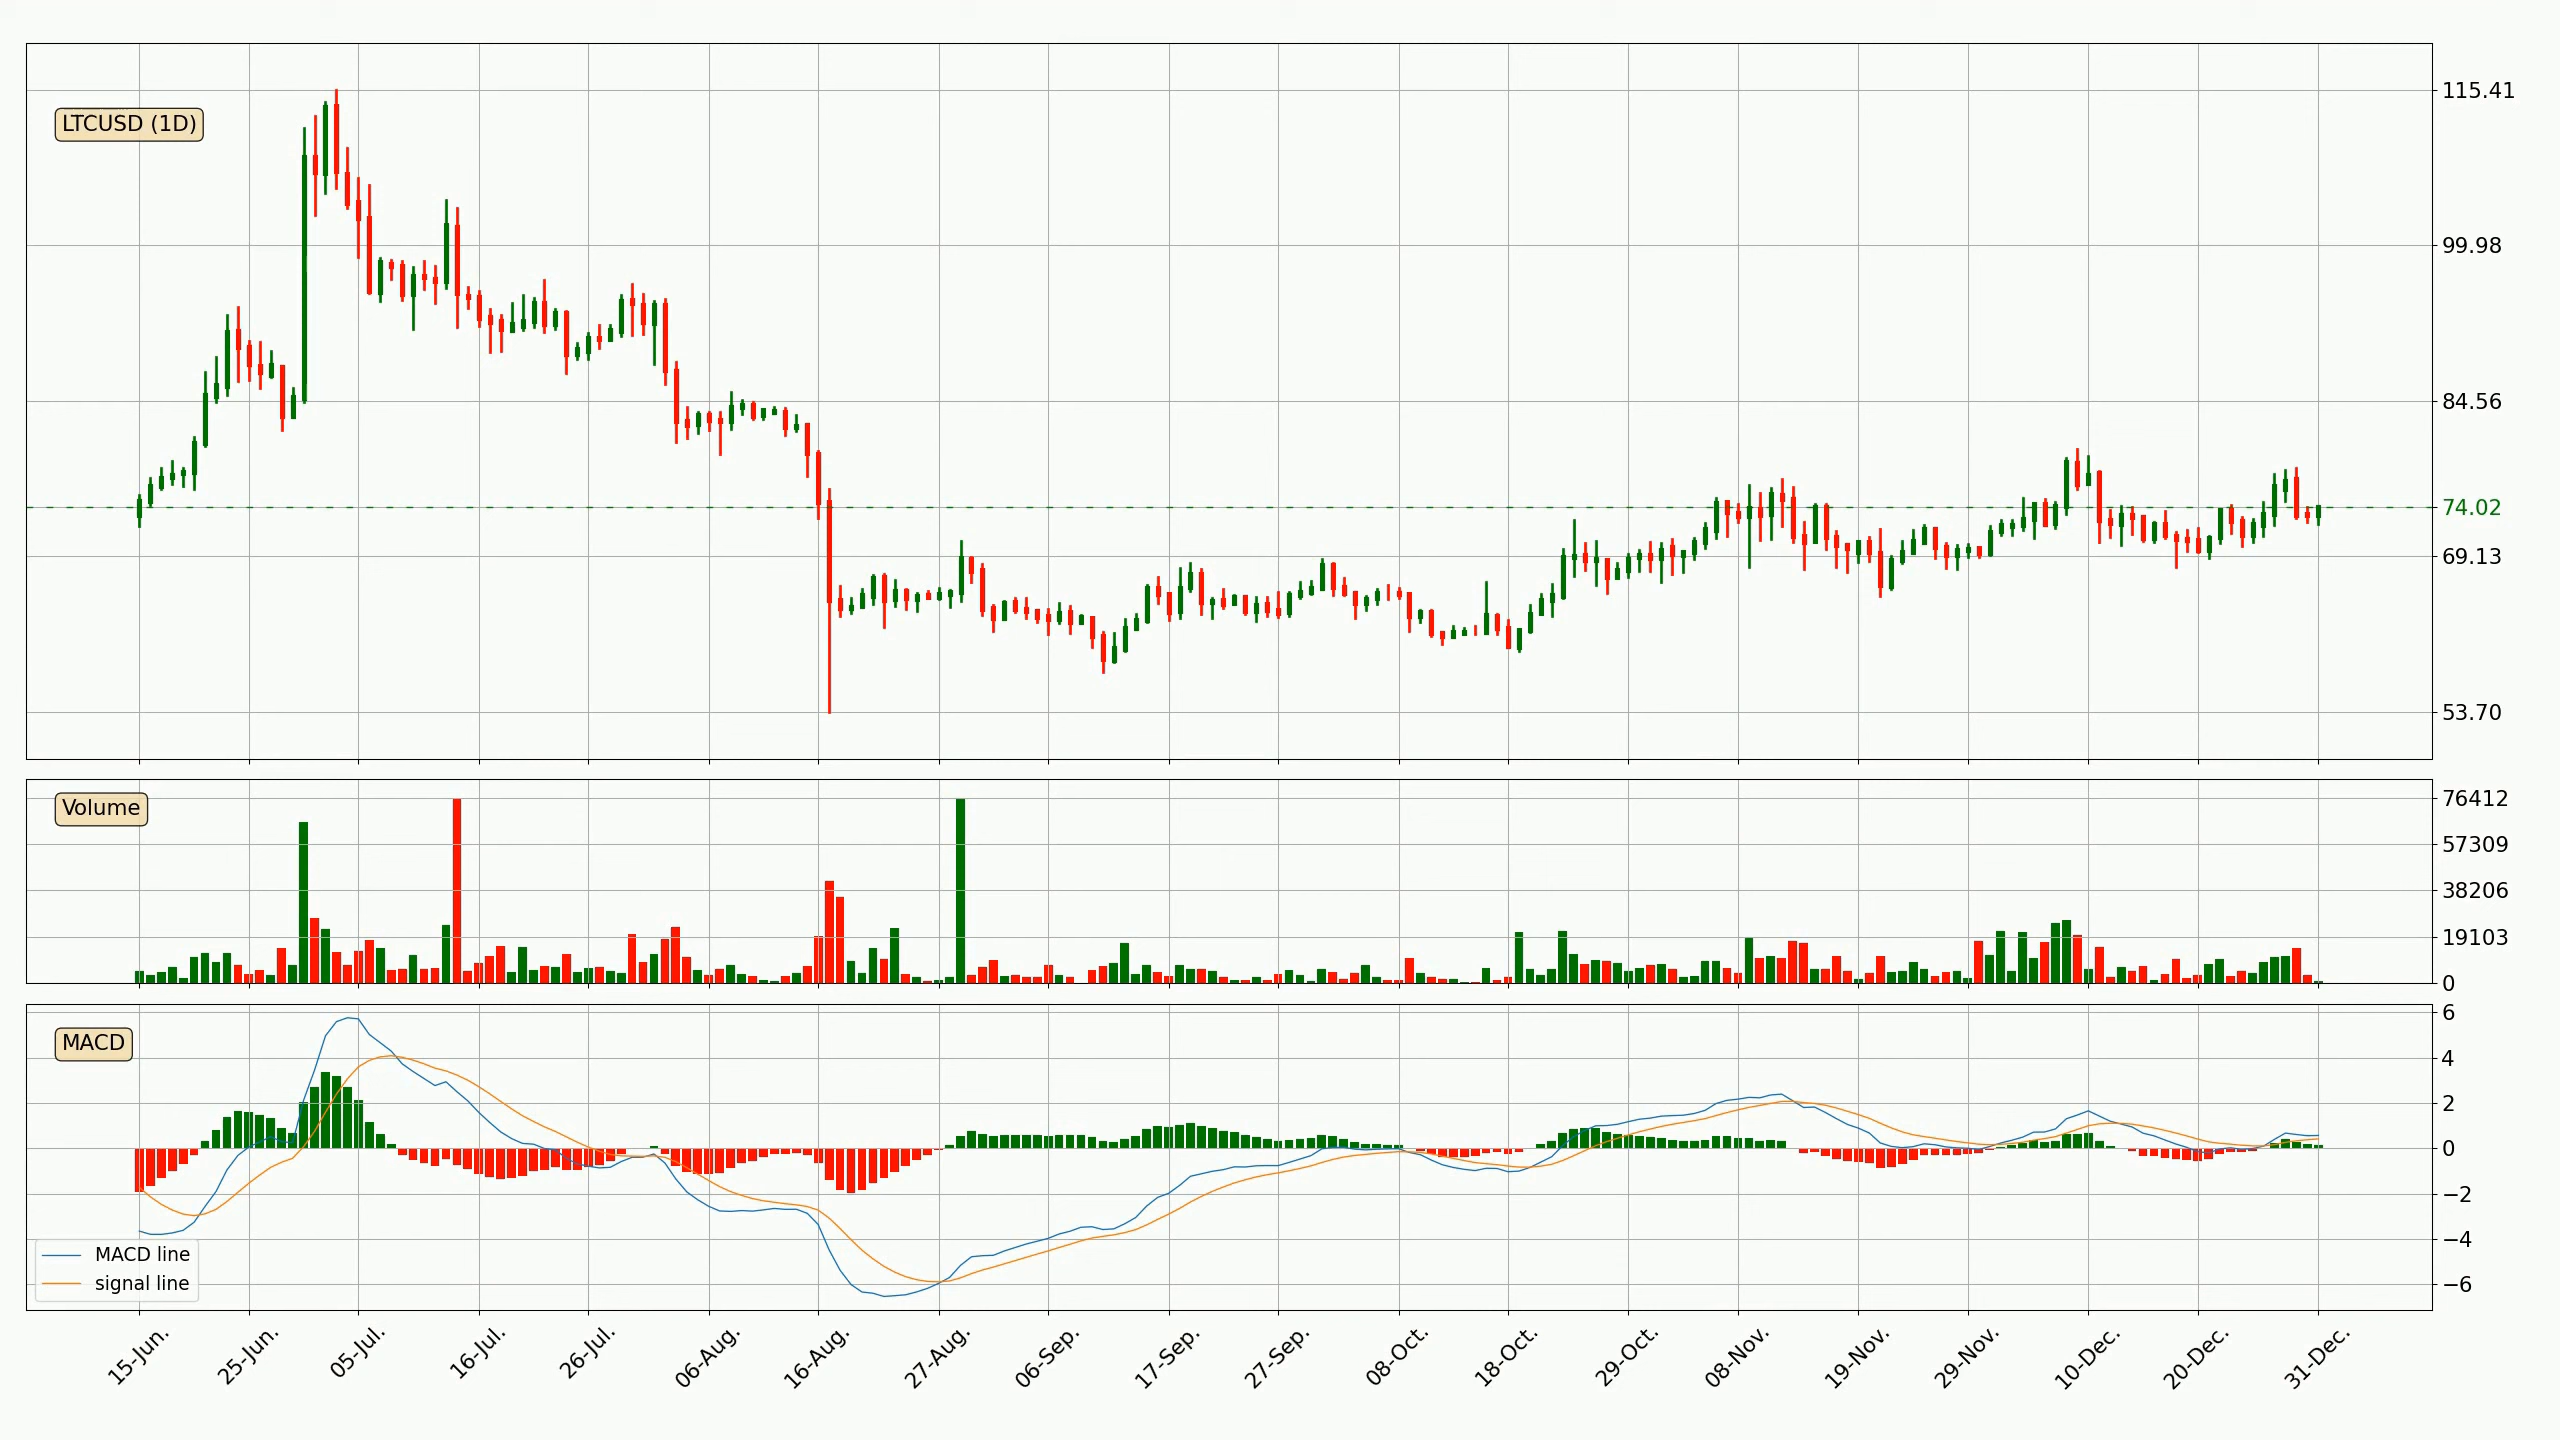 LTCUSD (1D)
115.41
99.98
84.56
74.02
69.13
53.70
Volume
76412
57309
38206
19103
0
MACD
6
4
2
0
−2
−4
−6
MACD line
signal line
15-Jun.
25-Jun.
05-Jul.
16-Jul.
26-Jul.
06-Aug.
16-Aug.
27-Aug.
06-Sep.
17-Sep.
27-Sep.
08-Oct.
18-Oct.
29-Oct.
08-Nov.
19-Nov.
29-Nov.
10-Dec.
20-Dec.
31-Dec.